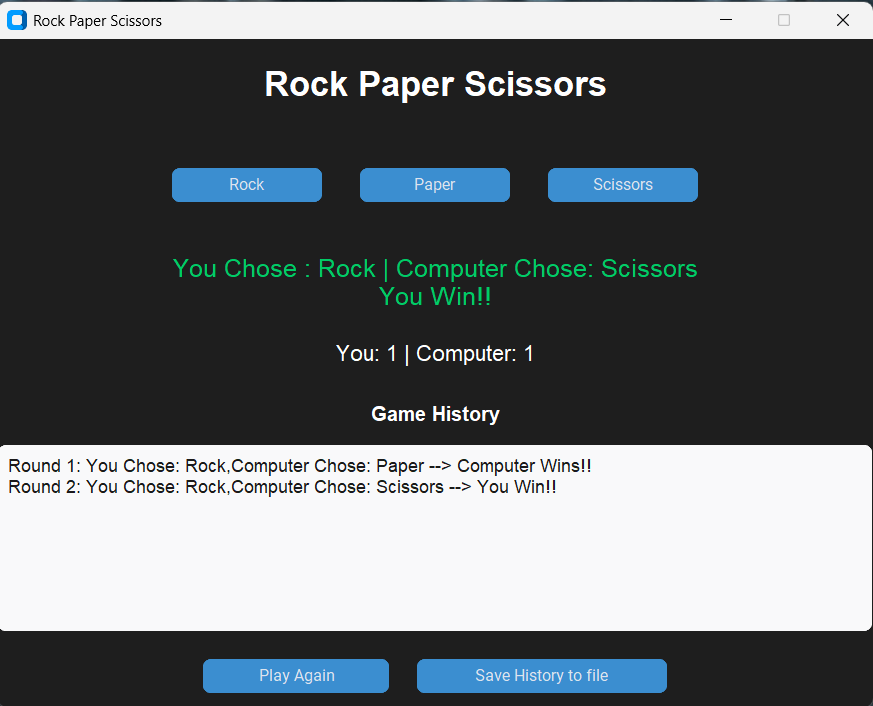 Rock Paper Scissors
Rock Paper Scissors
Rock Paper Scissors
You Chose : Rock | Computer Chose: Scissors
You Win!!
You: 1 | Computer: 1
Game History
Round 1: You Chose: Rock,Computer Chose: Paper --> Computer Wins!!
Round 2: You Chose: Rock,Computer Chose: Scissors --> You Win!!
Play Again Save History to file